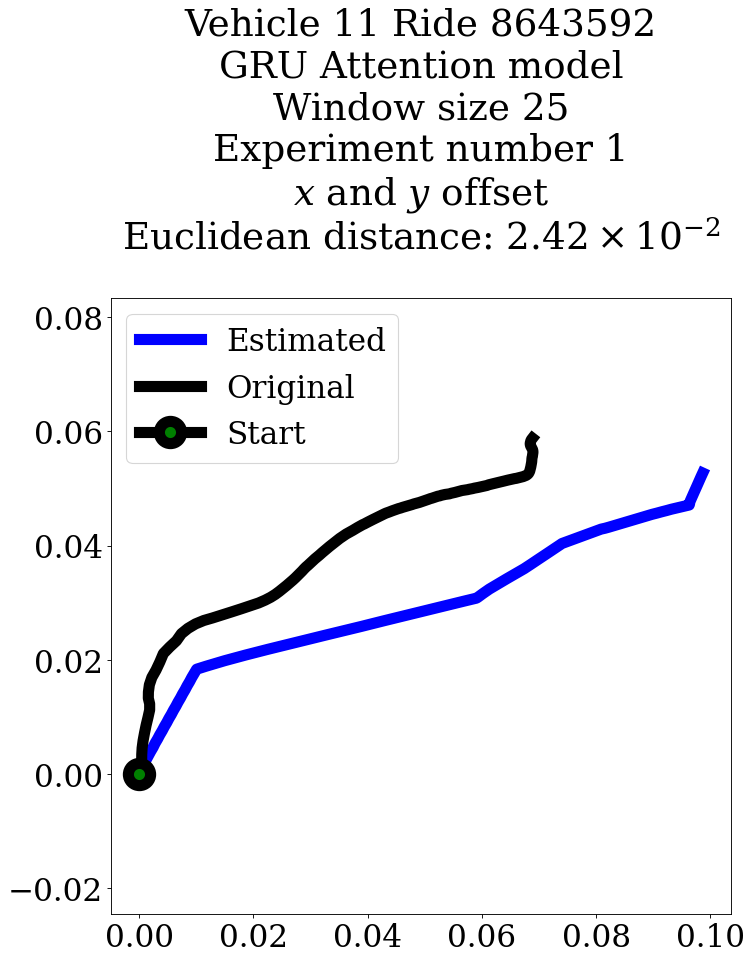 Vehicle 11 Ride 8643592
GRU Attention model
Window size 25
Experiment number 1
x and y offset
Euclidean distance: 2.42 × 10⁻²
Estimated
Original
Start
0.08
0.06
0.04
0.02
0.00
−0.02
0.00 0.02 0.04 0.06 0.08 0.10